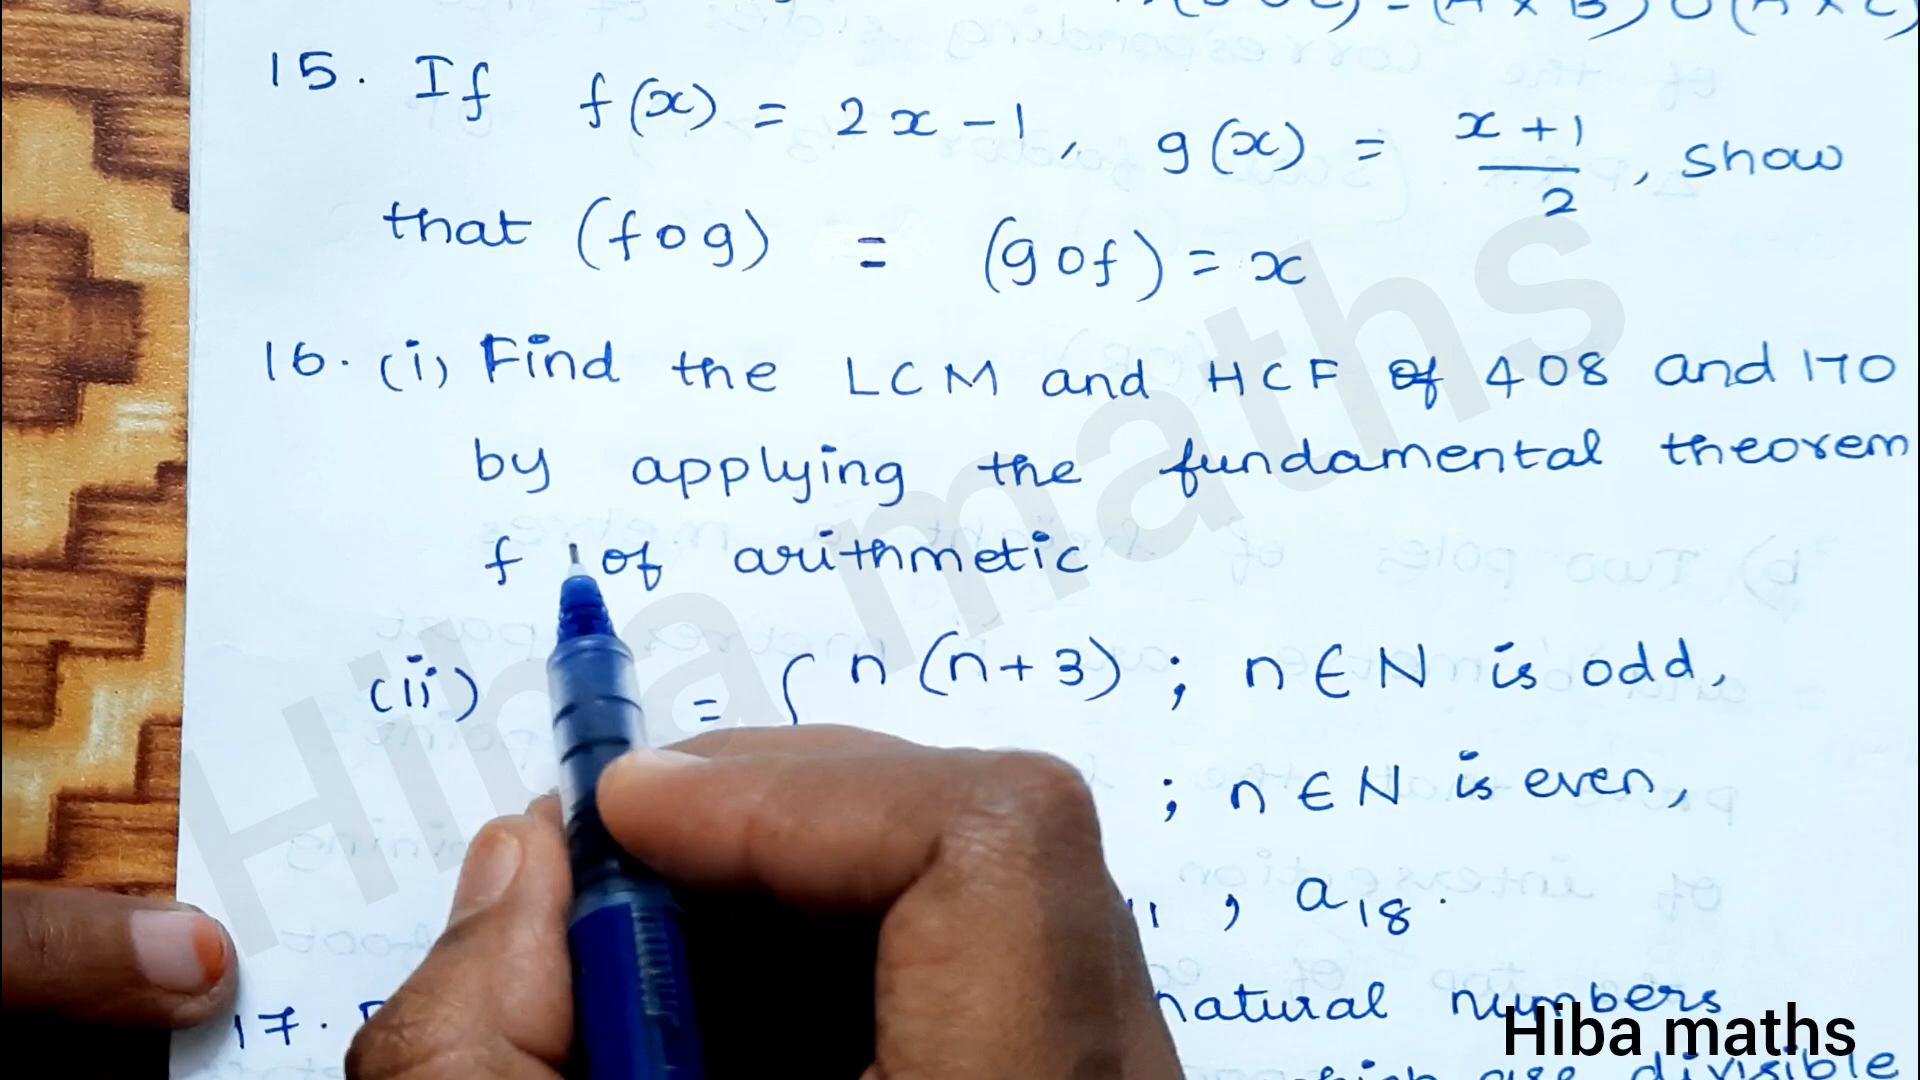 15. If f(x) = 2x - 1, g(x) = x + 1 / 2, show
that (fog) = (gof) = x
16. (i) Find the LCM and HCF of 408 and 170
by applying the fundamental theorem
f of arithmetic
(ii) = { n (n + 3) ; n ∈ N is odd,
; n ∈ N is even,
, a18.
17. natural numbers
are divisible
Hiba maths
Hiba maths